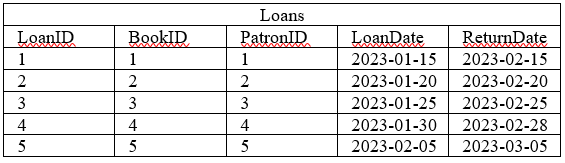 Loans
LoanID BookID PatronID LoanDate ReturnDate
1 1 1 2023-01-15 2023-02-15
2 2 2 2023-01-20 2023-02-20
3 3 3 2023-01-25 2023-02-25
4 4 4 2023-01-30 2023-02-28
5 5 5 2023-02-05 2023-03-05